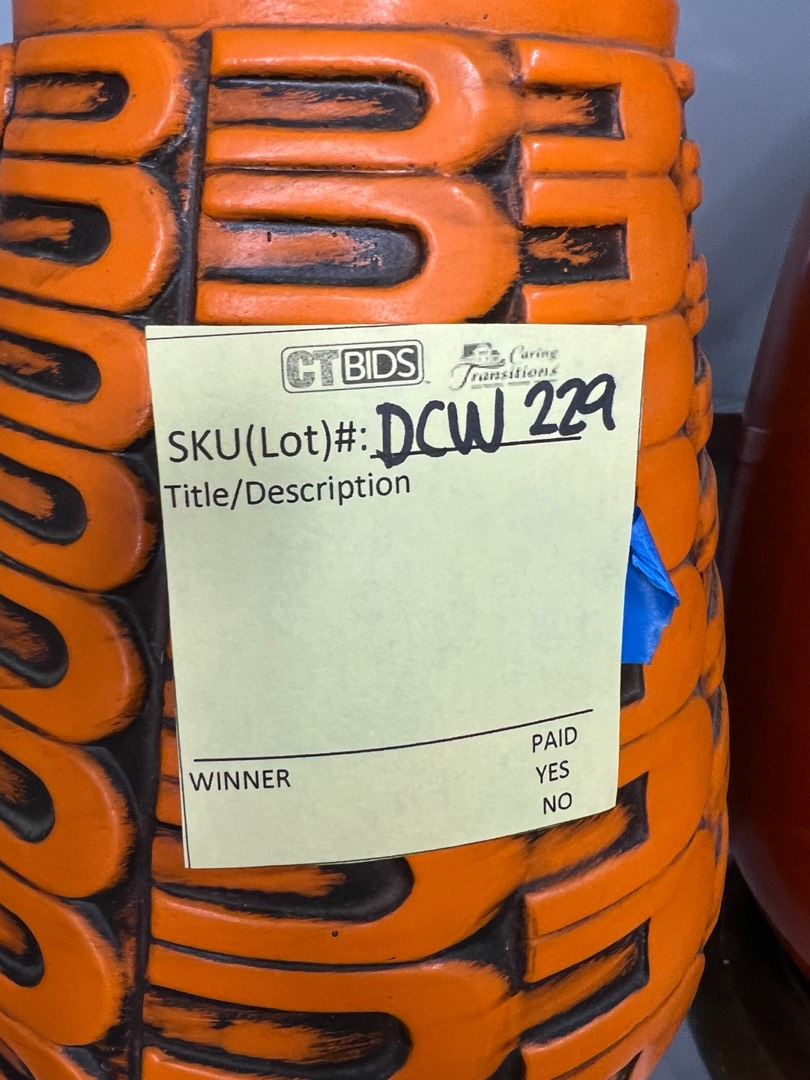 CTBIDS
Caring
Transitions
SKU(Lot)#: DCW 229
Title/Description
WINNER
PAID
YES
NO